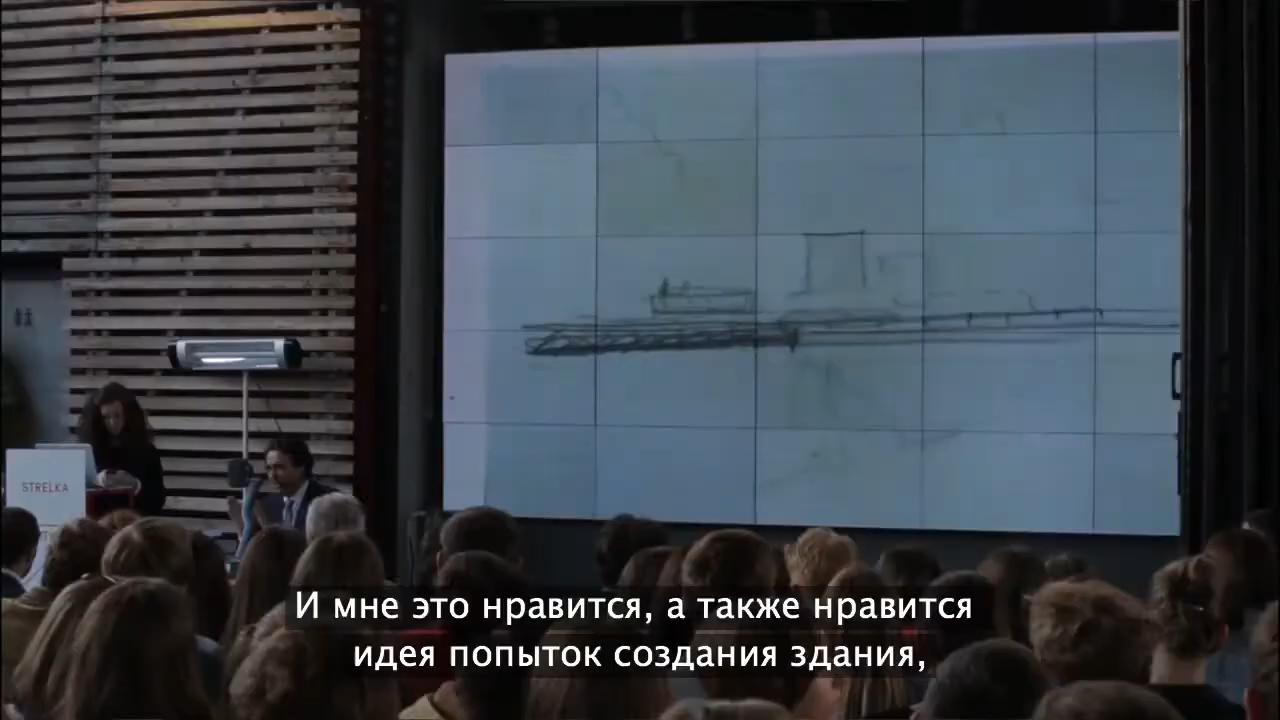 STRELKA
И мне это нравится, а также нравится
идея попыток создания здания,